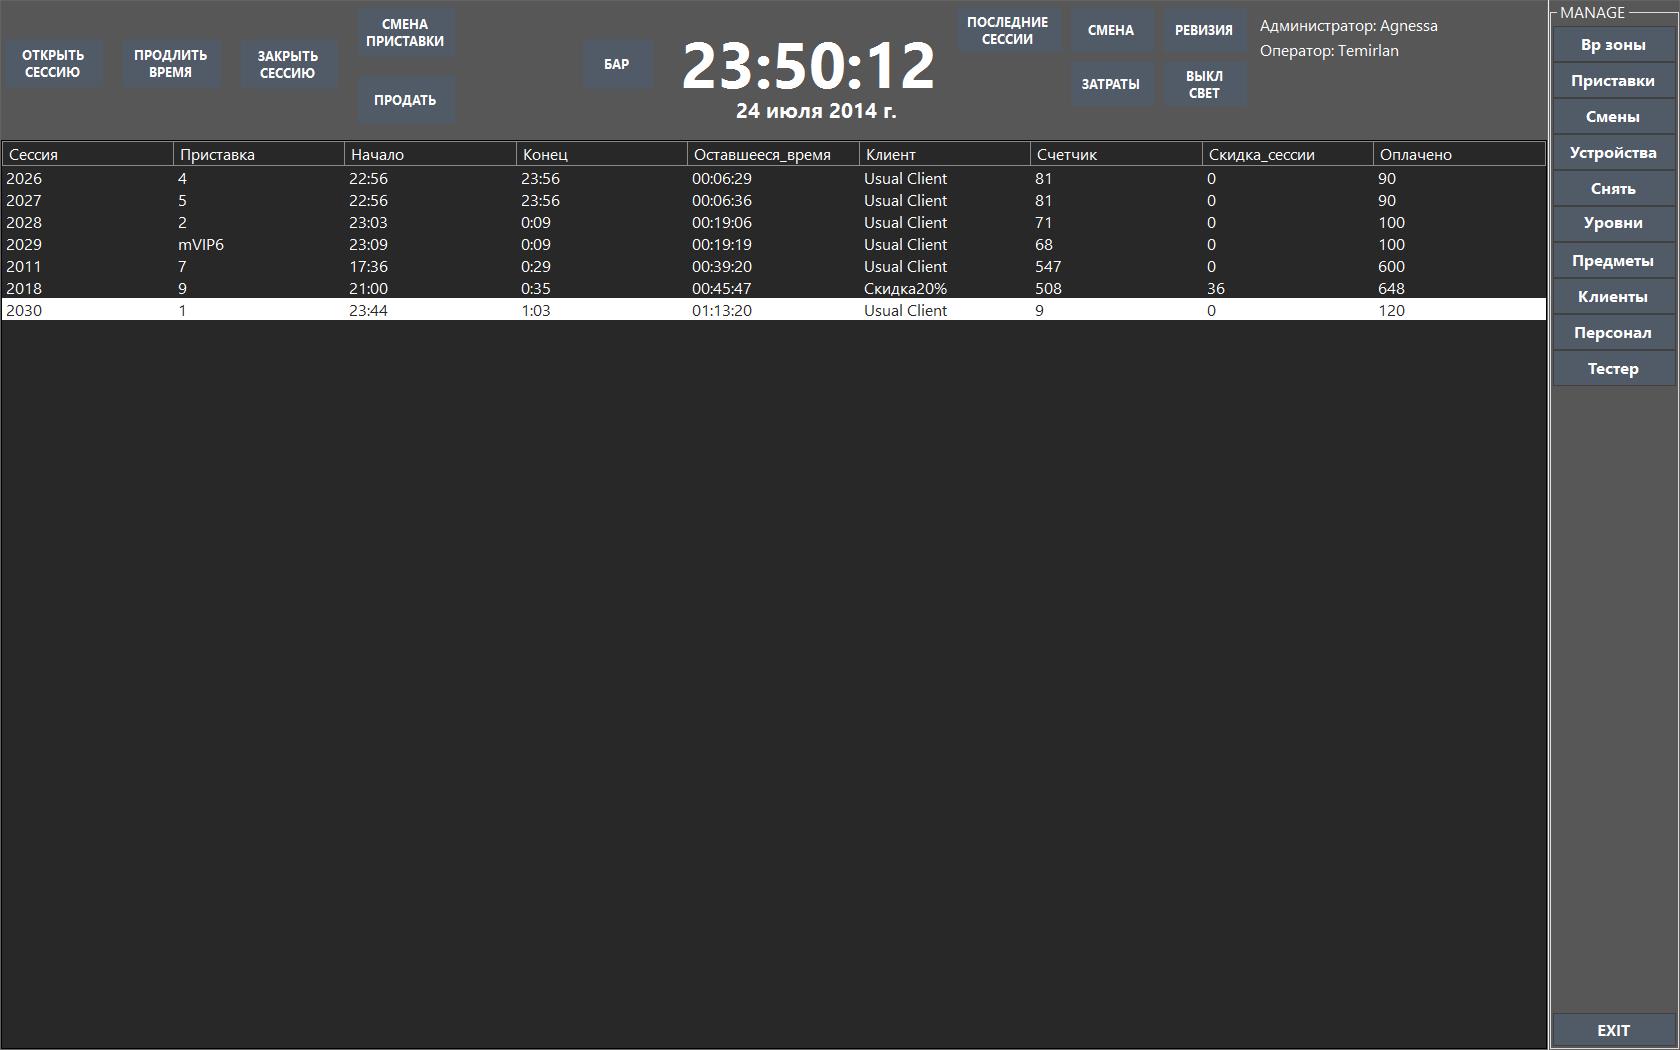 ОТКРЫТЬ
СЕССИЮ
ПРОДЛИТЬ
ВРЕМЯ
ЗАКРЫТЬ
СЕССИЮ
СМЕНА
ПРИСТАВКИ
ПРОДАТЬ
БАР
23:50:12
24 июля 2014 г.
ПОСЛЕДНИЕ
СЕССИИ
СМЕНА
РЕВИЗИЯ
ЗАТРАТЫ
ВЫКЛ
СВЕТ
Администратор: Agnessa
Оператор: Temirlan
Сессия Приставка Начало Конец Оставшееся_время Клиент Счетчик Скидка_сессии Оплачено
2026 4 22:56 23:56 00:06:29 Usual Client 81 0 90
2027 5 22:56 23:56 00:06:36 Usual Client 81 0 90
2028 2 23:03 0:09 00:19:06 Usual Client 71 0 100
2029 mVIP6 23:09 0:09 00:19:19 Usual Client 68 0 100
2011 7 17:36 0:29 00:39:20 Usual Client 547 0 600
2018 9 21:00 0:35 00:45:47 Скидка20% 508 36 648
2030 1 23:44 1:03 01:13:20 Usual Client 9 0 120
MANAGE
Вр зоны
Приставки
Смены
Устройства
Снять
Уровни
Предметы
Клиенты
Персонал
Тестер
EXIT